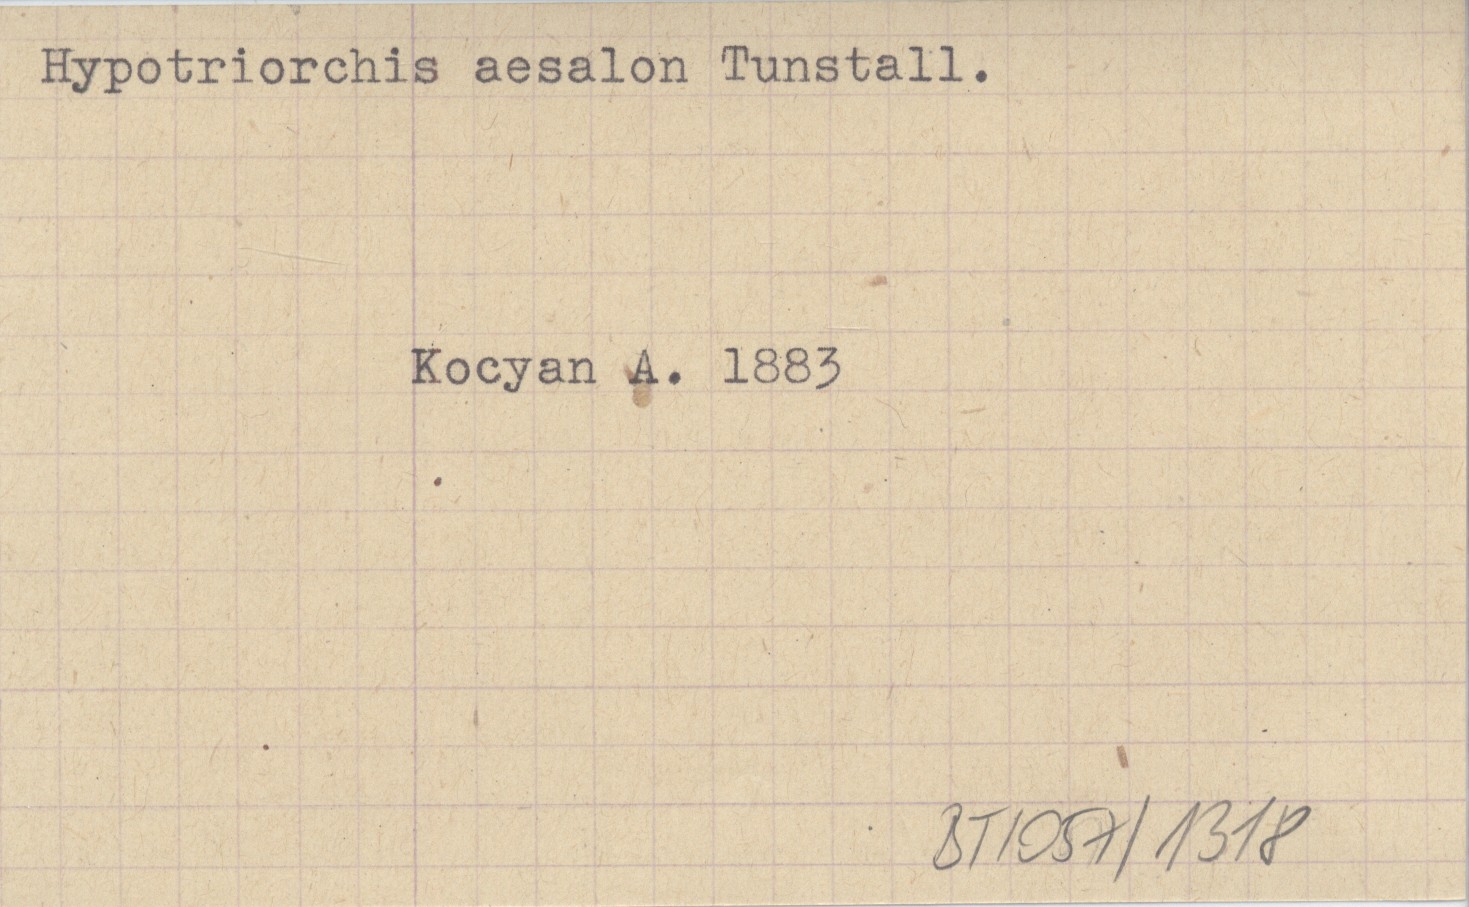 Hypotriorchis aesalon Tunstall.
Kocyan A. 1883
BT1057/1318